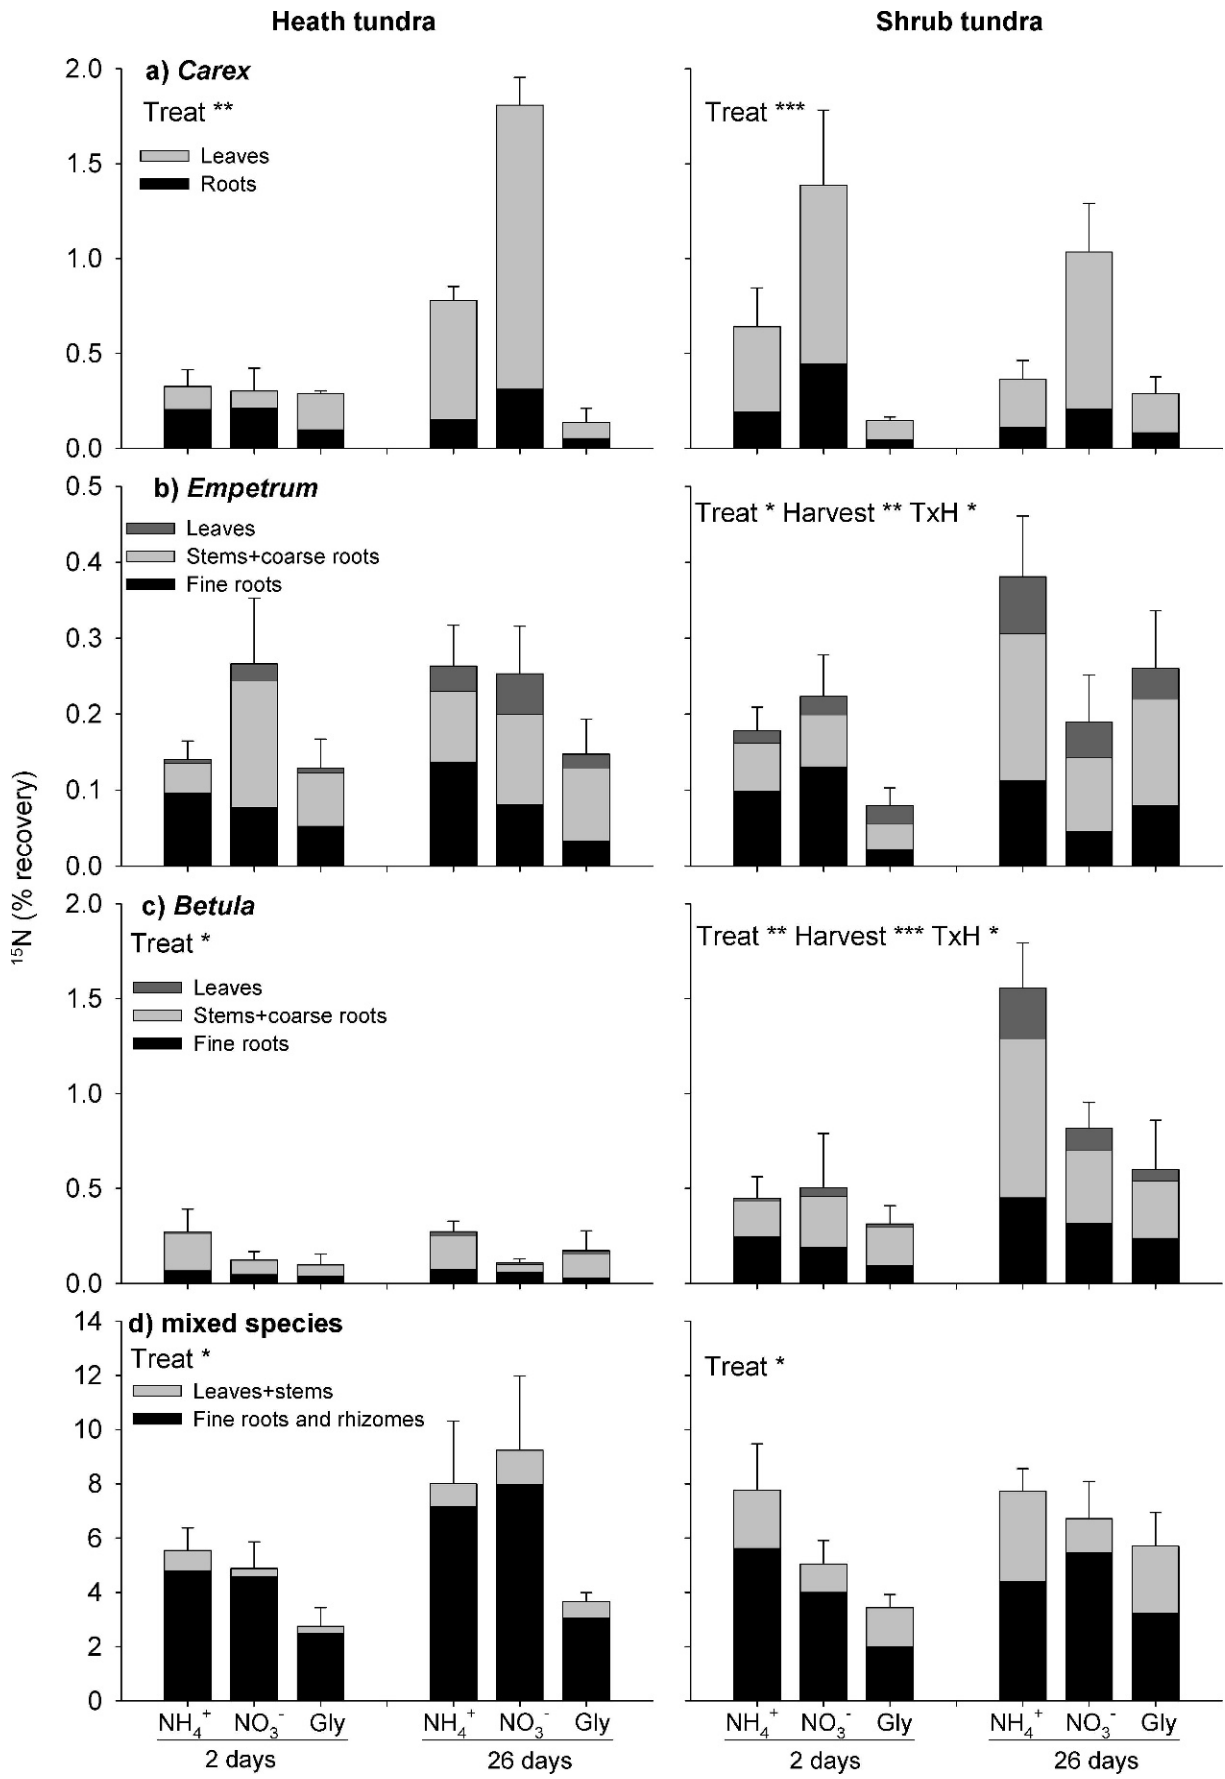 Heath tundra
Shrub tundra
¹⁵N (% recovery)
a) Carex
Treat **
Leaves
Roots
2.0
1.5
1.0
0.5
0.0
Treat ***
b) Empetrum
Leaves
Stems+coarse roots
Fine roots
0.5
0.4
0.3
0.2
0.1
0.0
Treat * Harvest ** TxH *
c) Betula
Treat *
Leaves
Stems+coarse roots
Fine roots
2.0
1.5
1.0
0.5
0.0
Treat ** Harvest *** TxH *
d) mixed species
Treat *
Leaves+stems
Fine roots and rhizomes
14
12
10
8
6
4
2
0
Treat *
NH₄⁺ NO₃⁻ Gly NH₄⁺ NO₃⁻ Gly
2 days 26 days
NH₄⁺ NO₃⁻ Gly NH₄⁺ NO₃⁻ Gly
2 days 26 days